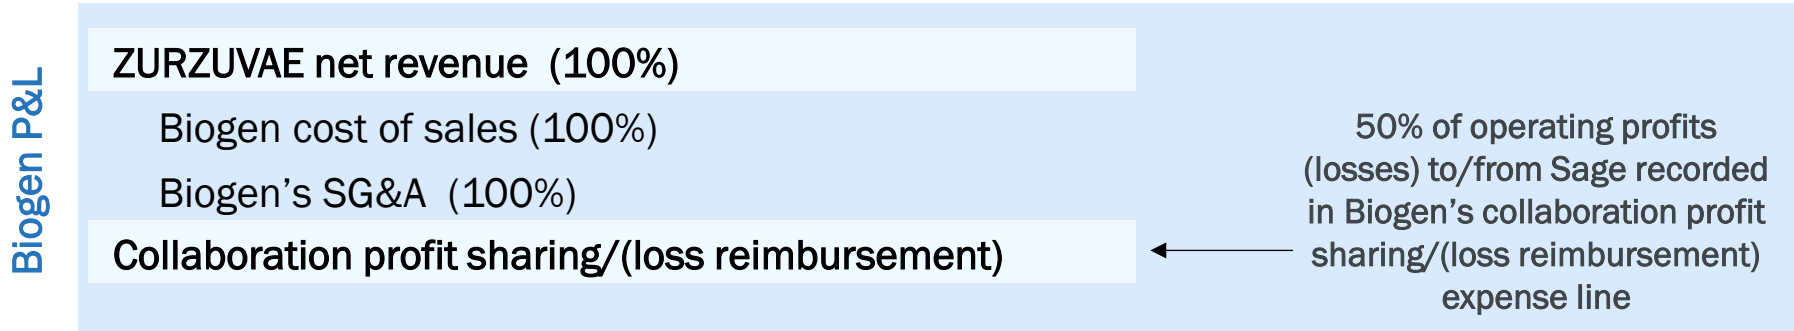 Biogen P&L
ZURZUVAE net revenue (100%)
Biogen cost of sales (100%)
Biogen’s SG&A (100%)
Collaboration profit sharing/(loss reimbursement)
50% of operating profits
(losses) to/from Sage recorded
in Biogen’s collaboration profit
sharing/(loss reimbursement)
expense line